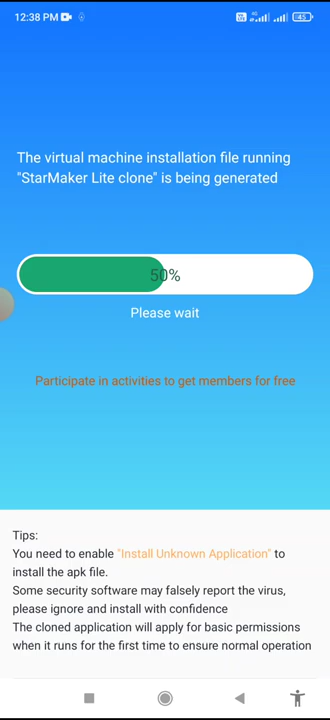 12:38 PM
45
The virtual machine installation file running
"StarMaker Lite clone" is being generated
50%
Please wait
Participate in activities to get members for free
Tips:
You need to enable "Install Unknown Application" to
install the apk file.
Some security software may falsely report the virus,
please ignore and install with confidence
The cloned application will apply for basic permissions
when it runs for the first time to ensure normal operation